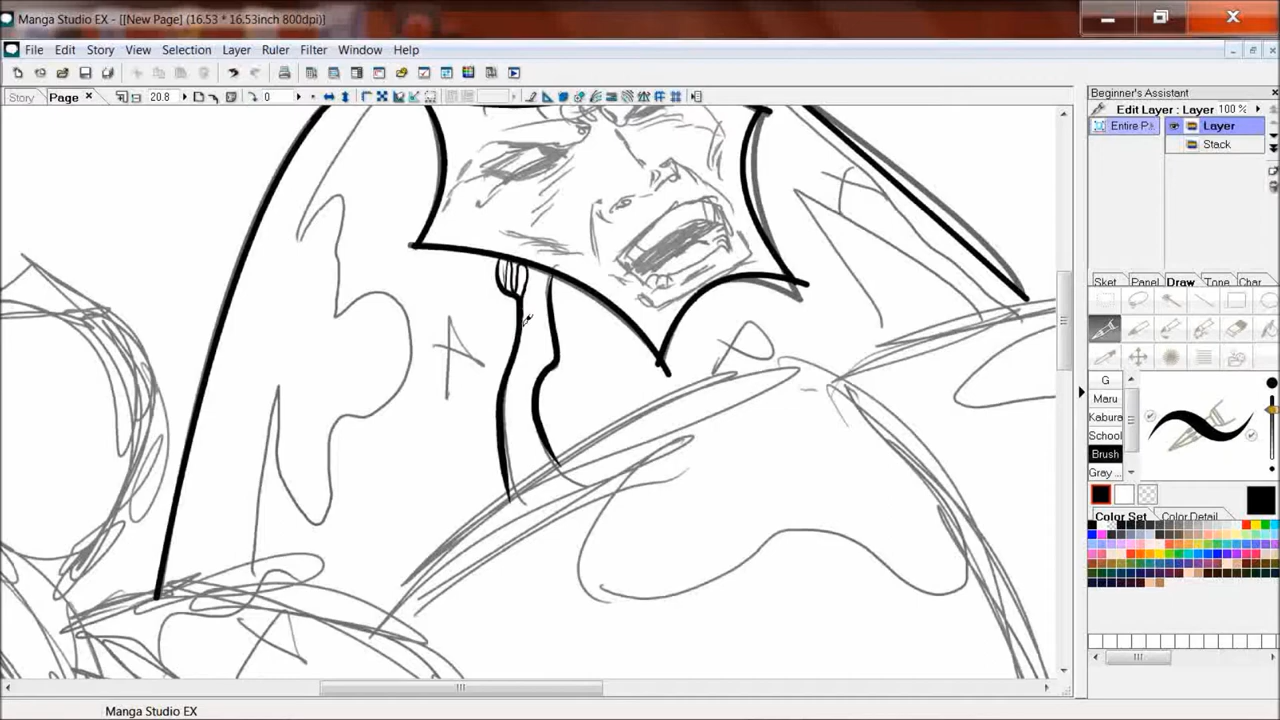 Manga Studio EX - [[New Page] (16.53 * 16.53inch 800dpi)]
File Edit Story View Selection Layer Ruler Filter Window Help
Story Page 20.8 0
Beginner's Assistant
Edit Layer : Layer 100 %
Entire P. Layer
Stack
Sket Panel Draw Tone Char
G
Maru
Kabura
School
Brush
Gray...
Color Set Color Detail
Manga Studio EX